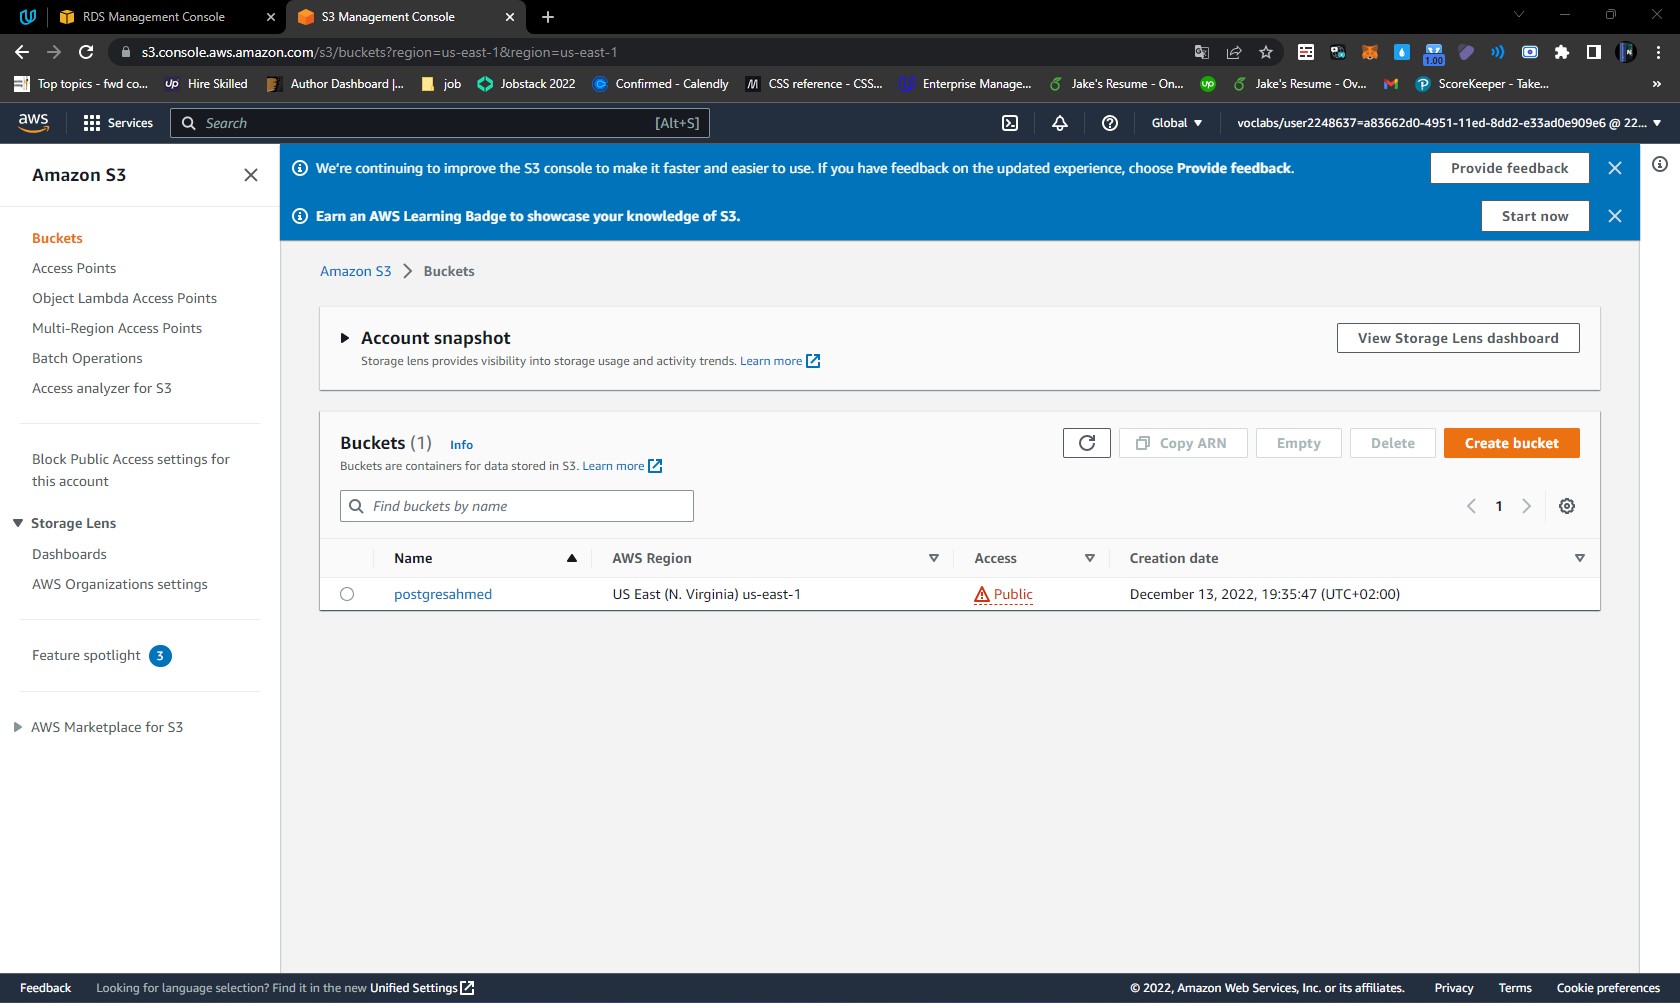 RDS Management Console
S3 Management Console
s3.console.aws.amazon.com/s3/buckets?region=us-east-1&region=us-east-1
1.00
Top topics - fwd co...
Up Hire Skilled
Author Dashboard |...
job
Jobstack 2022
Confirmed - Calendly
CSS reference - CSS...
Enterprise Manage...
Jake's Resume - On...
up
Jake's Resume - Ov...
ScoreKeeper - Take...
»
aws
Services
Search
[Alt+S]
Global
voclabs/user2248637=a83662d0-4951-11ed-8dd2-e33ad0e909e6 @ 22...
Amazon S3
Buckets
Access Points
Object Lambda Access Points
Multi-Region Access Points
Batch Operations
Access analyzer for S3
Block Public Access settings for
this account
Storage Lens
Dashboards
AWS Organizations settings
Feature spotlight 3
AWS Marketplace for S3
We're continuing to improve the S3 console to make it faster and easier to use. If you have feedback on the updated experience, choose Provide feedback.
Provide feedback
Earn an AWS Learning Badge to showcase your knowledge of S3.
Start now
Amazon S3 > Buckets
Account snapshot
Storage lens provides visibility into storage usage and activity trends. Learn more
View Storage Lens dashboard
Buckets (1) Info
Buckets are containers for data stored in S3. Learn more
Copy ARN
Empty
Delete
Create bucket
Find buckets by name
1
Name AWS Region Access Creation date
postgresahmed US East (N. Virginia) us-east-1 Public December 13, 2022, 19:35:47 (UTC+02:00)
Feedback
Looking for language selection? Find it in the new Unified Settings
© 2022, Amazon Web Services, Inc. or its affiliates.
Privacy
Terms
Cookie preferences